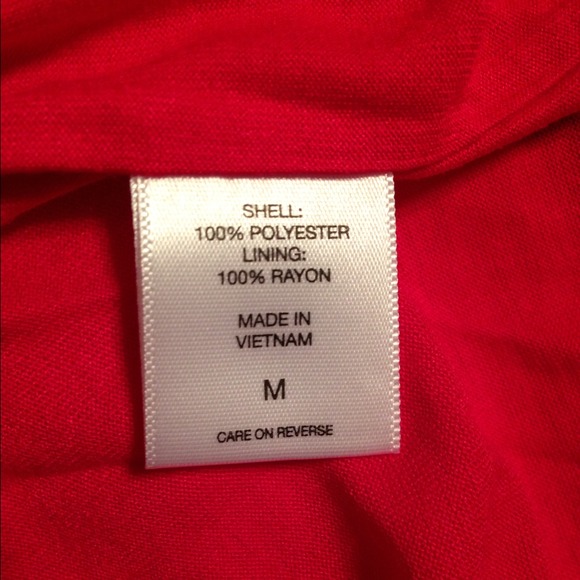 SHELL:
100% POLYESTER
LINING:
100% RAYON
MADE IN
VIETNAM
M
CARE ON REVERSE